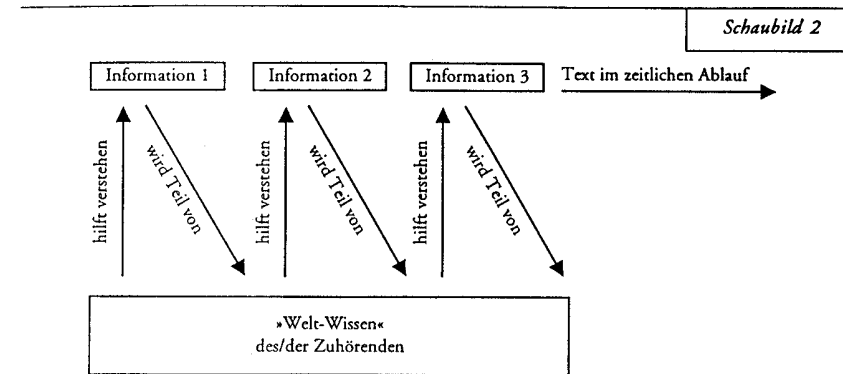 Schaubild 2
Information 1
Information 2
Information 3
Text im zeitlichen Ablauf
hilft verstehen
wird Teil von
hilft verstehen
wird Teil von
hilft verstehen
wird Teil von
»Welt-Wissen«
des/der Zuhörenden